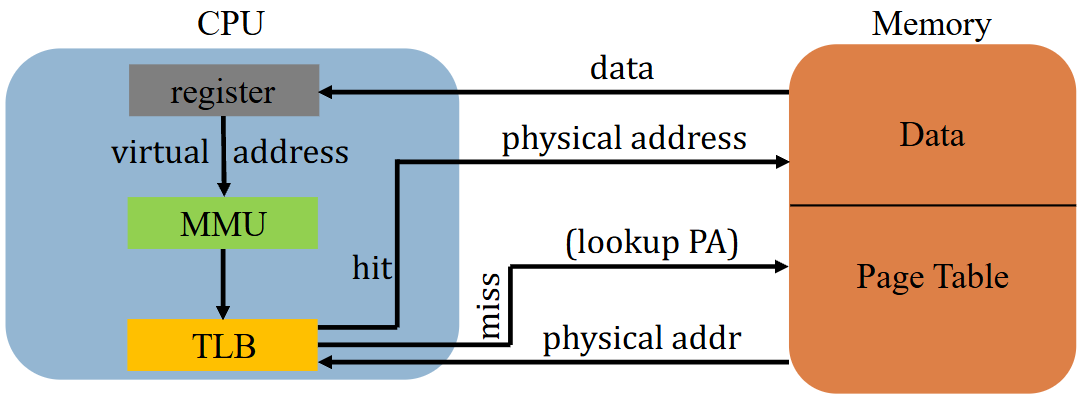 CPU
Memory
register
data
virtual address
physical address
Data
MMU
hit
miss
(lookup PA)
Page Table
TLB
physical addr